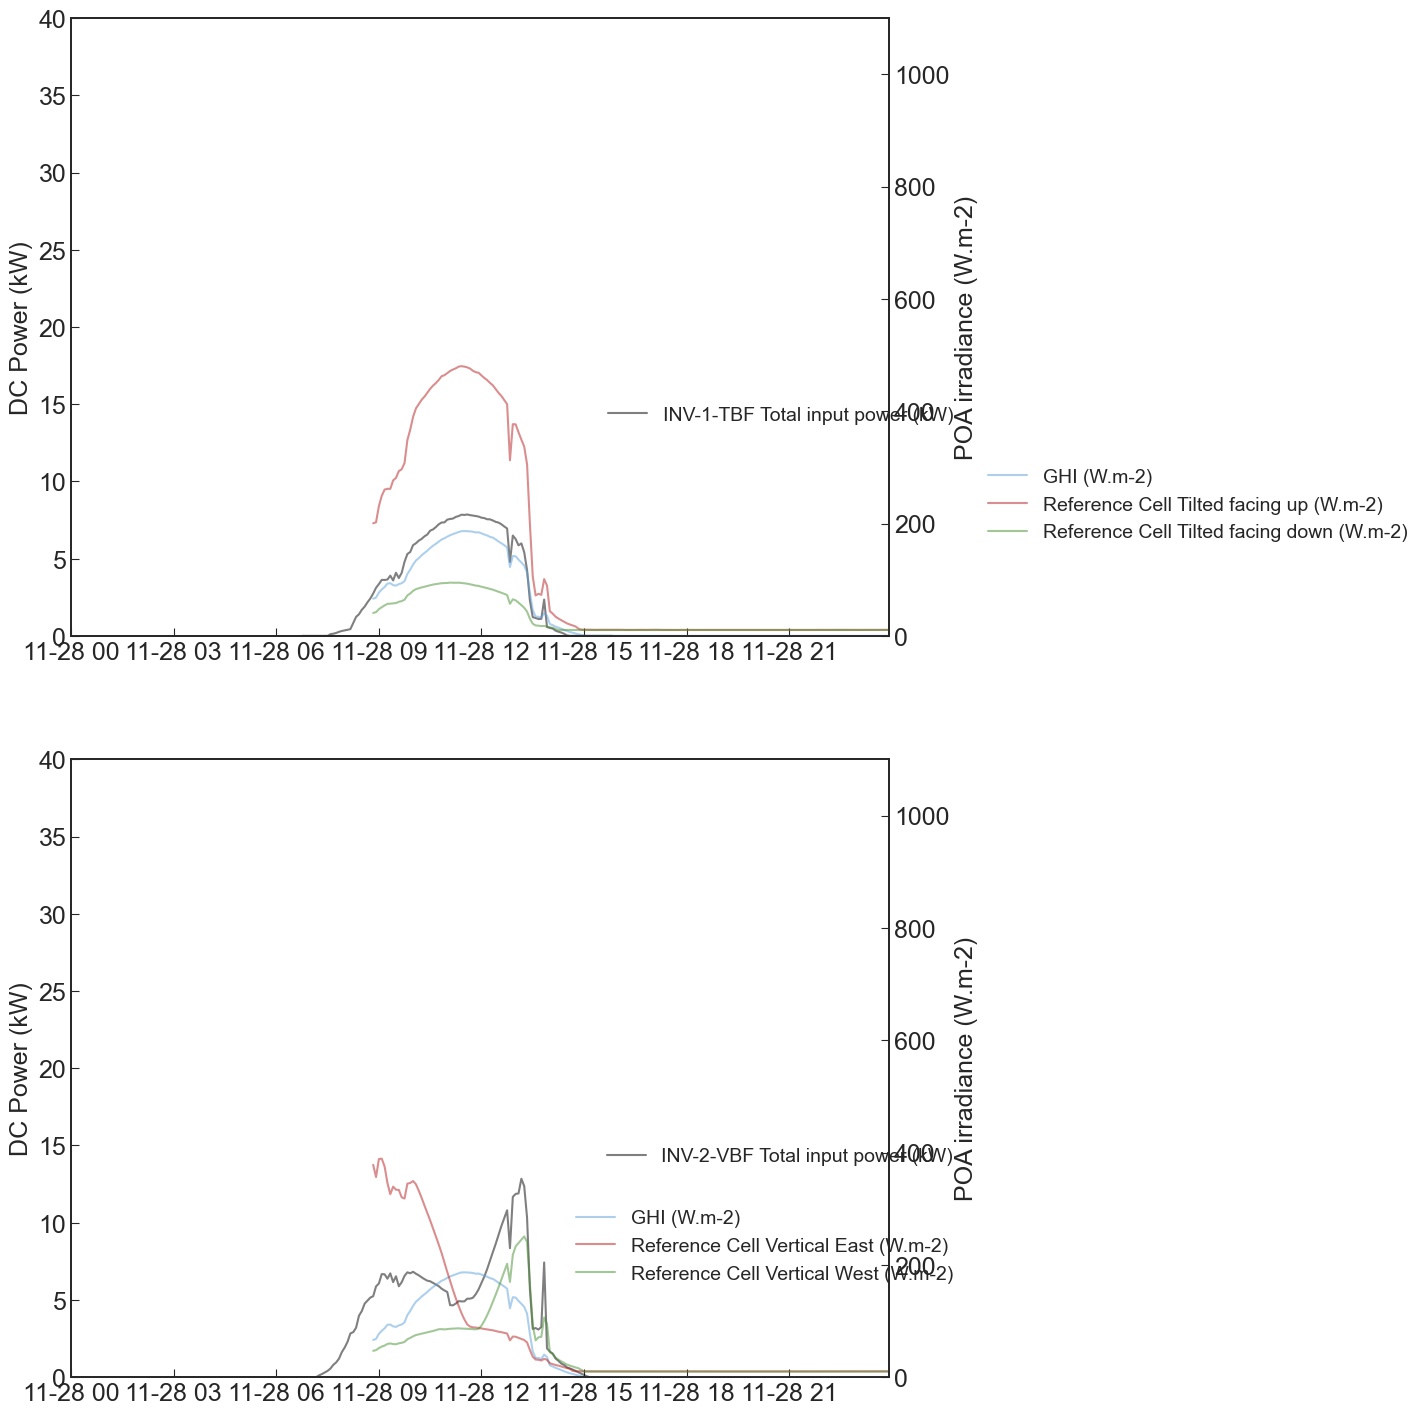 40
35
30
25
20
15
10
5
0
DC Power (kW)
1000
800
600
400
200
0
POA irradiance (W.m-2)
INV-1-TBF Total input power (kW)
GHI (W.m-2)
Reference Cell Tilted facing up (W.m-2)
Reference Cell Tilted facing down (W.m-2)
11-28 00 11-28 03 11-28 06 11-28 09 11-28 12 11-28 15 11-28 18 11-28 21
40
35
30
25
20
15
10
5
0
DC Power (kW)
1000
800
600
400
200
0
POA irradiance (W.m-2)
INV-2-VBF Total input power (kW)
GHI (W.m-2)
Reference Cell Vertical East (W.m-2)
Reference Cell Vertical West (W.m-2)
11-28 00 11-28 03 11-28 06 11-28 09 11-28 12 11-28 15 11-28 18 11-28 21